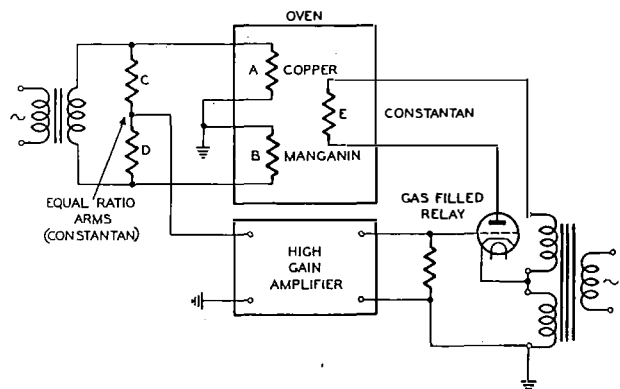 OVEN
A
COPPER
C
E
CONSTANTAN
D
B
MANGANIN
~
EQUAL RATIO
ARMS
(CONSTANTAN)
GAS FILLED
RELAY
HIGH
GAIN
AMPLIFIER
~